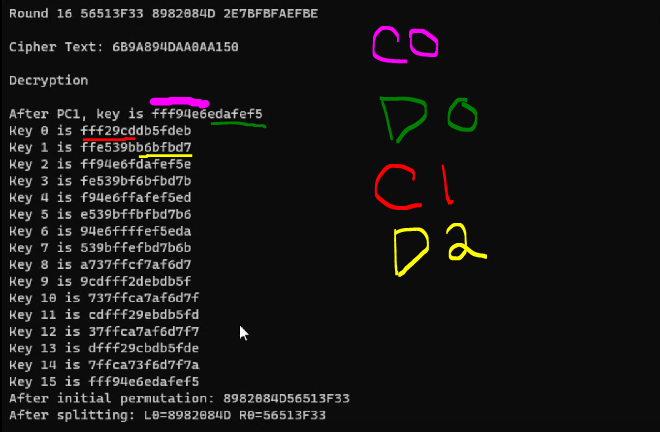 Round 16 56513F33 8982084D 2E7BFBFAEFBE
Cipher Text: 6B9A894DAA0AA150
C0
Decryption
D0
After PC1, key is fff94e6edafef5
Key 0 is fff29cddb5fdeb
Key 1 is ffe539bb6bfbd7
C1
Key 2 is ff94e6fdafef5e
Key 3 is fe539bf6bfbd7b
Key 4 is f94e6ffafef5ed
Key 5 is e539bffbfbd7b6
D2
Key 6 is 94e6ffffef5eda
Key 7 is 539bffefbd7b6b
Key 8 is a737ffcf7af6d7
Key 9 is 9cdfff2debdb5f
Key 10 is 737ffca7af6d7f
Key 11 is cdfff29ebdb5fd
Key 12 is 37ffca7af6d7f7
Key 13 is dfff29cbdb5fde
Key 14 is 7ffca73f6d7f7a
Key 15 is fff94e6edafef5
After initial permutation: 8982084D56513F33
After splitting: L0=8982084D R0=56513F33